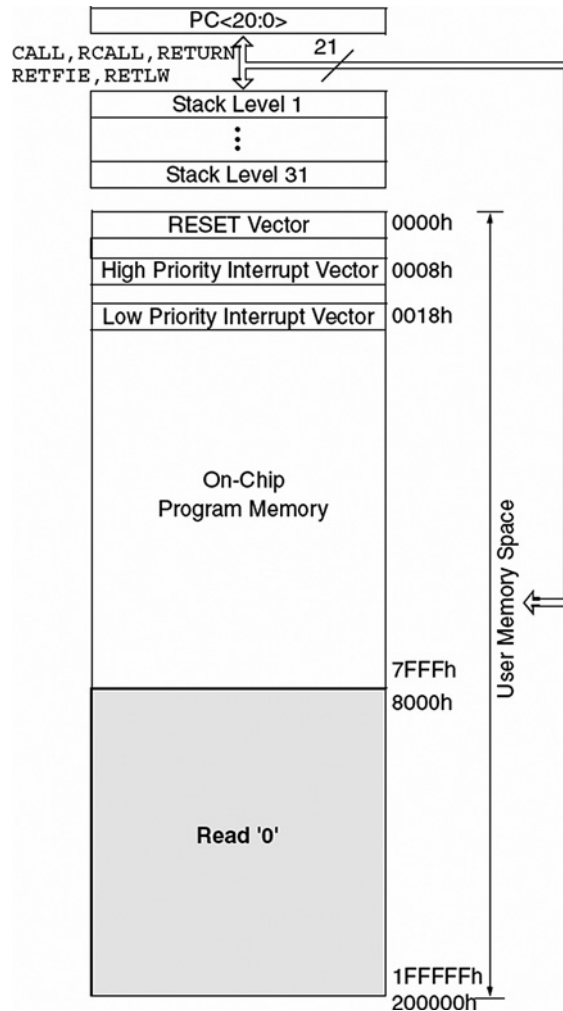 PC<20:0>
CALL,RCALL,RETURN
RETFIE,RETLW
21
Stack Level 1
Stack Level 31
RESET Vector
0000h
High Priority Interrupt Vector
0008h
Low Priority Interrupt Vector
0018h
On-Chip
Program Memory
User Memory Space
7FFFh
8000h
Read '0'
1FFFFFh
200000h